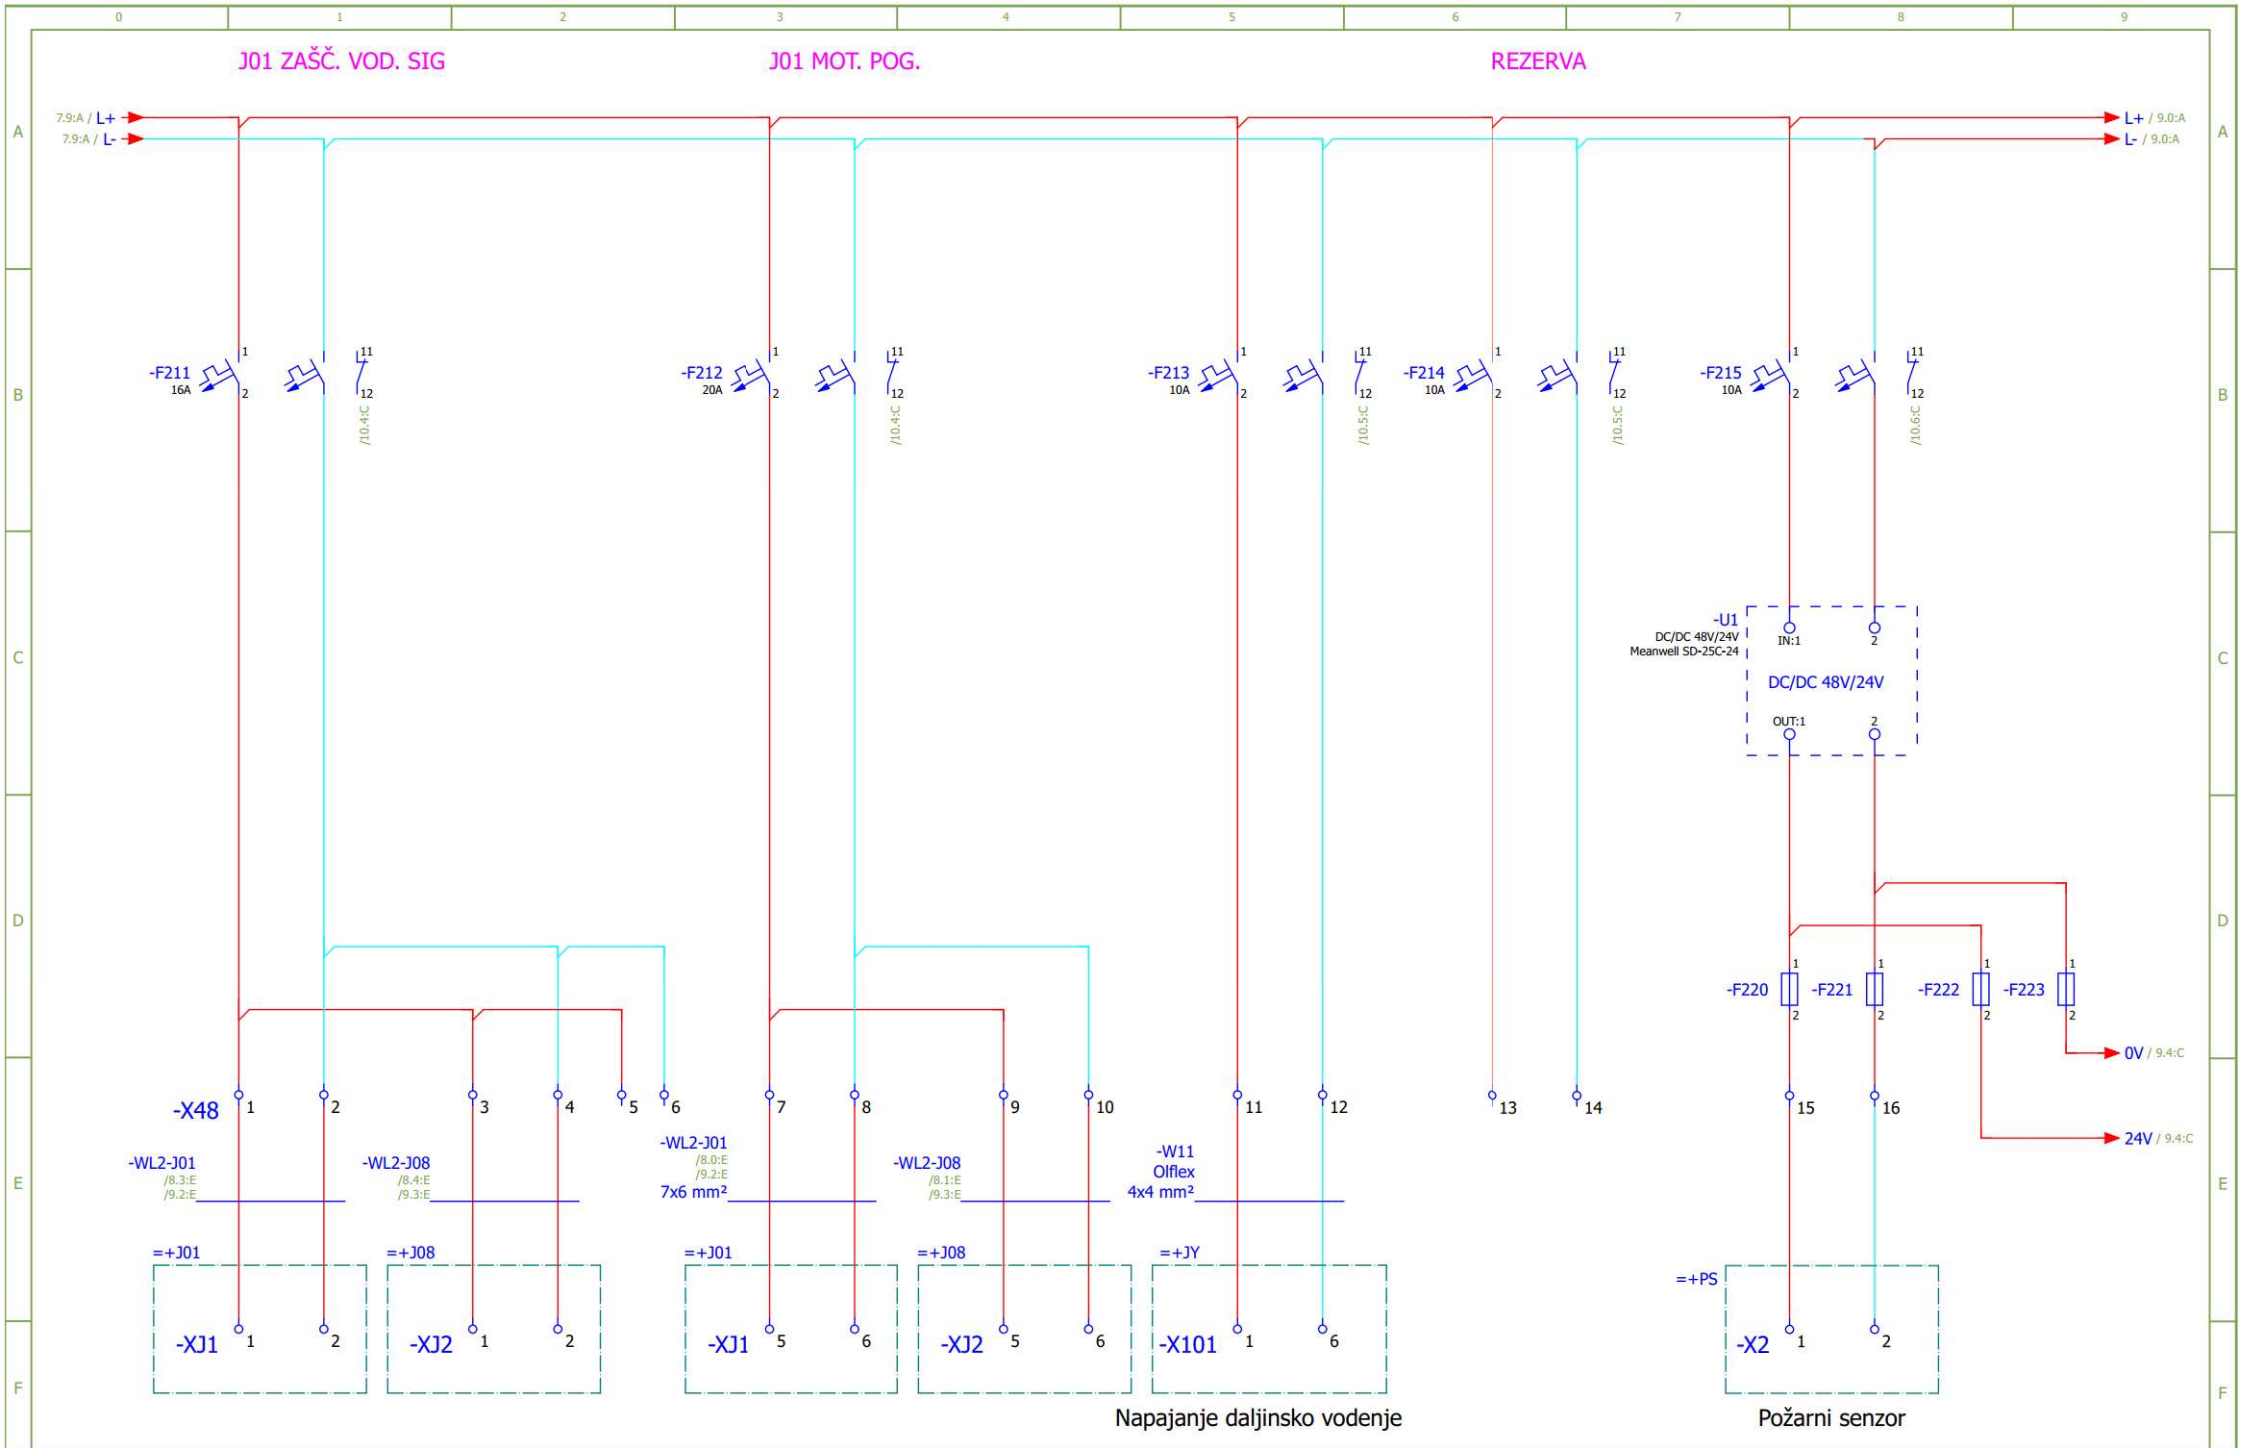 0 1 2 3 4 5 6 7 8 9
J01 ZAŠČ. VOD. SIG
J01 MOT. POG.
REZERVA
7.9:A / L+
L+ / 9.0:A
7.9:A / L-
L- / 9.0:A
A A
B B
C C
D D
E E
F F
-F211
16A
1
2
11
12
/10.4:C
-F212
20A
1
2
11
12
/10.4:C
-F213
10A
1
2
11
12
/10.5:C
-F214
10A
1
2
11
12
/10.5:C
-F215
10A
1
2
11
12
/10.6:C
-U1
DC/DC 48V/24V
Meanwell SD-25C-24
IN:1 2
DC/DC 48V/24V
OUT:1 2
-F220
1
2
-F221
1
2
-F222
1
2
-F223
1
2
0V / 9.4:C
24V / 9.4:C
-X48 1 2 3 4 5 6 7 8 9 10 11 12 13 14 15 16
-WL2-J01
/8.3:E
/9.2:E
-WL2-J08
/8.4:E
/9.3:E
-WL2-J01
/8.0:E
/9.2:E
7x6 mm²
-WL2-J08
/8.1:E
/9.3:E
-W11
Olflex
4x4 mm²
=+J01
-XJ1 1 2
=+J08
-XJ2 1 2
=+J01
-XJ1 5 6
=+J08
-XJ2 5 6
=+JY
-X101 1 6
=+PS
-X2 1 2
Napajanje daljinsko vodenje
Požarni senzor